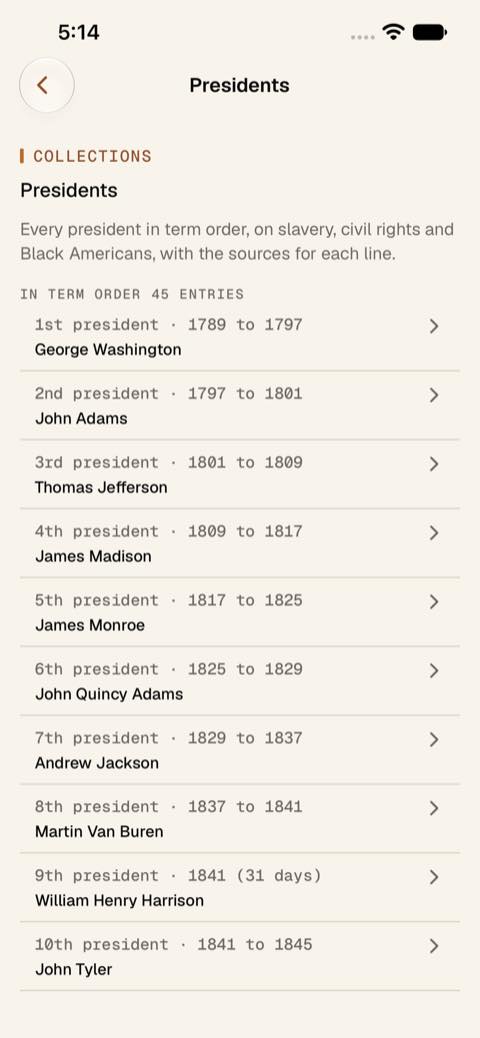 5:14
Presidents
COLLECTIONS
Presidents
Every president in term order, on slavery, civil rights and
Black Americans, with the sources for each line.
IN TERM ORDER 45 ENTRIES
1st president · 1789 to 1797
George Washington
2nd president · 1797 to 1801
John Adams
3rd president · 1801 to 1809
Thomas Jefferson
4th president · 1809 to 1817
James Madison
5th president · 1817 to 1825
James Monroe
6th president · 1825 to 1829
John Quincy Adams
7th president · 1829 to 1837
Andrew Jackson
8th president · 1837 to 1841
Martin Van Buren
9th president · 1841 (31 days)
William Henry Harrison
10th president · 1841 to 1845
John Tyler